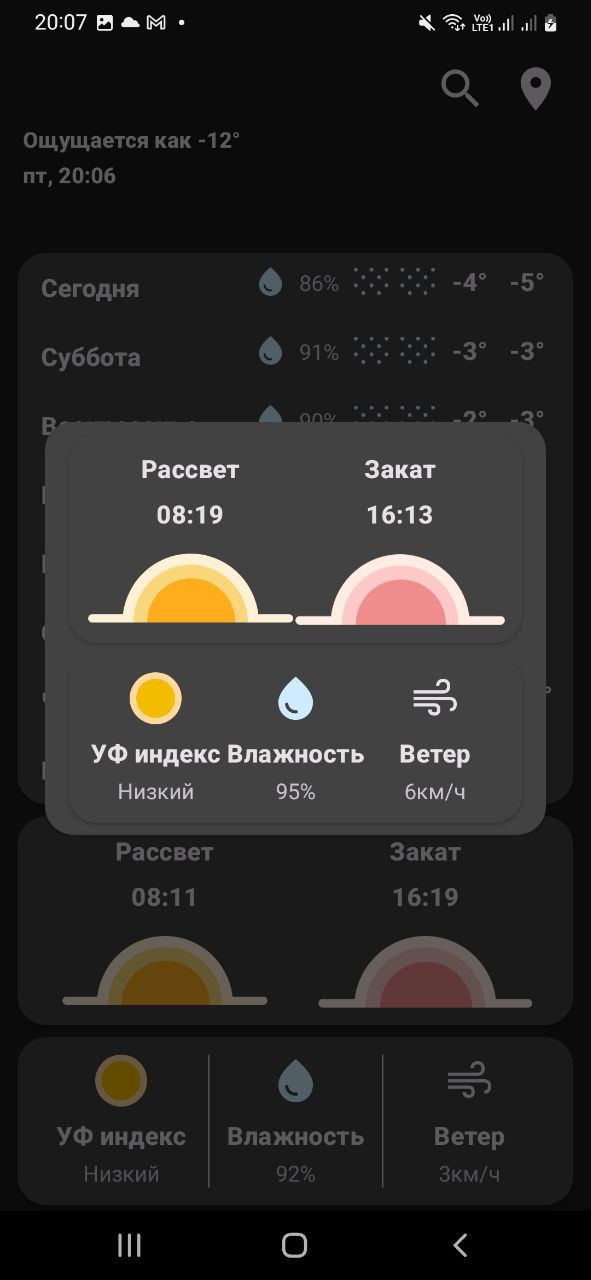 20:07
Vo)) LTE1
Ощущается как -12°
пт, 20:06
Сегодня 86% -4° -5°
Суббота 91% -3° -3°
90% -2° -3°
Рассвет Закат
08:19 16:13
УФ индекс Влажность Ветер
Низкий 95% 6км/ч
Рассвет Закат
08:11 16:19
УФ индекс Влажность Ветер
Низкий 92% 3км/ч